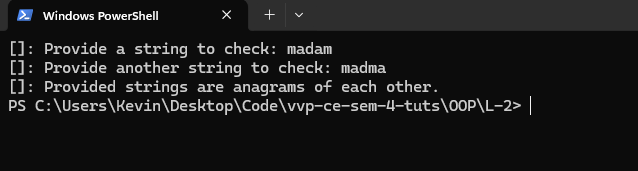 Windows PowerShell
[]: Provide a string to check: madam
[]: Provide another string to check: madma
[]: Provided strings are anagrams of each other.
PS C:\Users\Kevin\Desktop\Code\vvp-ce-sem-4-tuts\OOP\L-2>